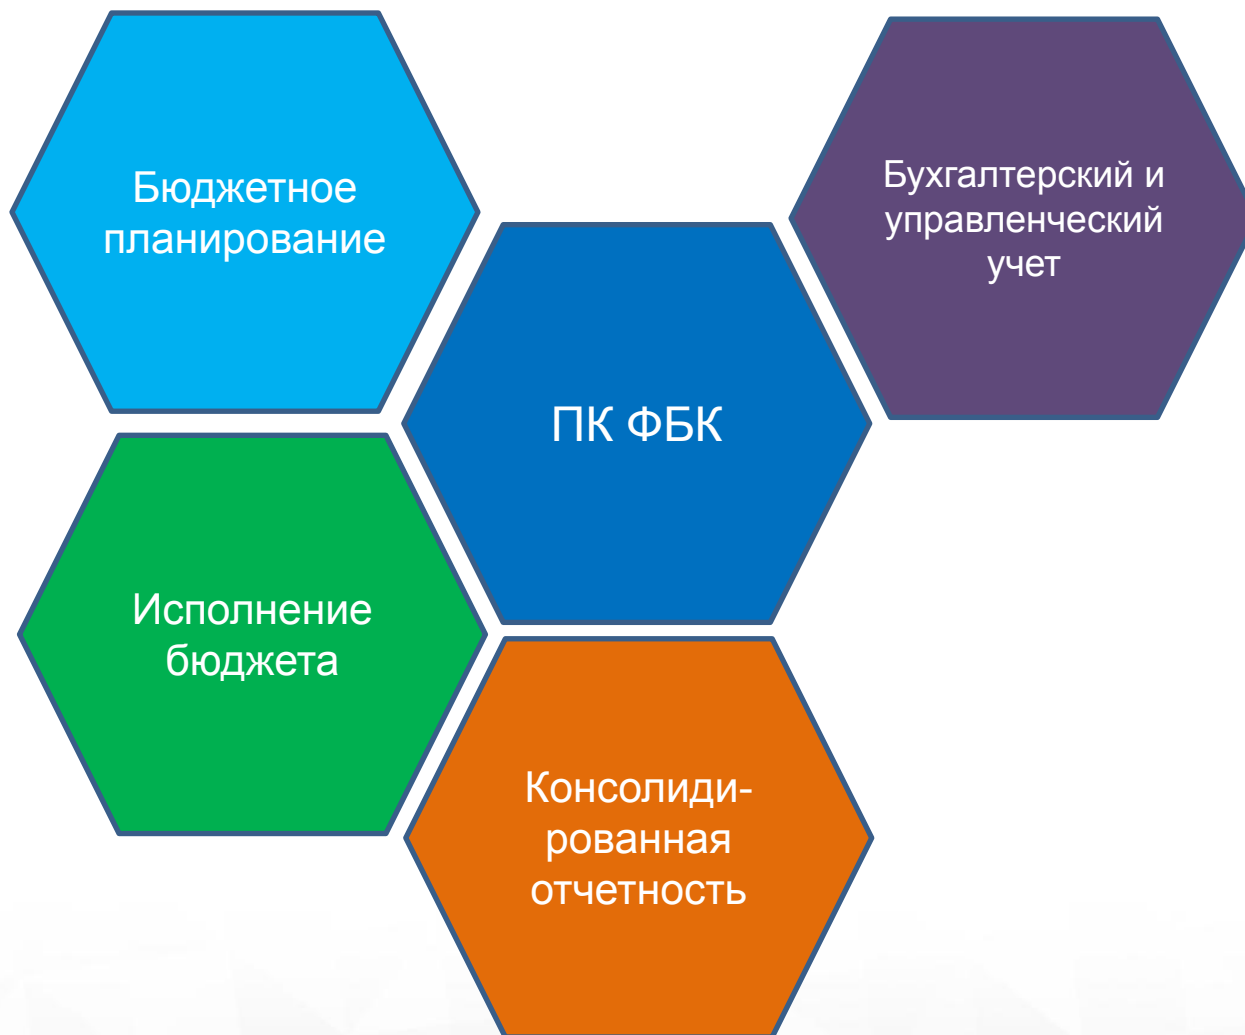 Бюджетное
планирование
Бухгалтерский и
управленческий
учет
ПК ФБК
Исполнение
бюджета
Консолиди-
рованная
отчетность